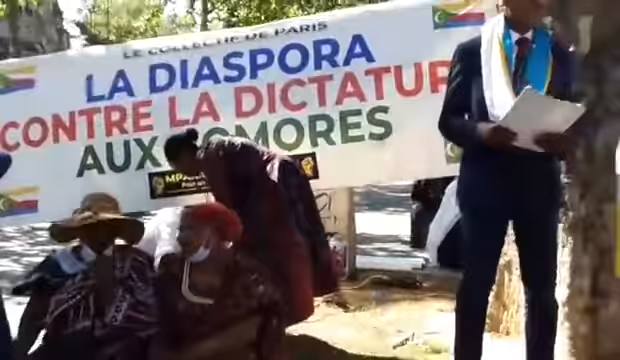 LE COLLECTIF DE PARIS
LA DIASPORA
CONTRE LA DICTATUR
AUX COMORES